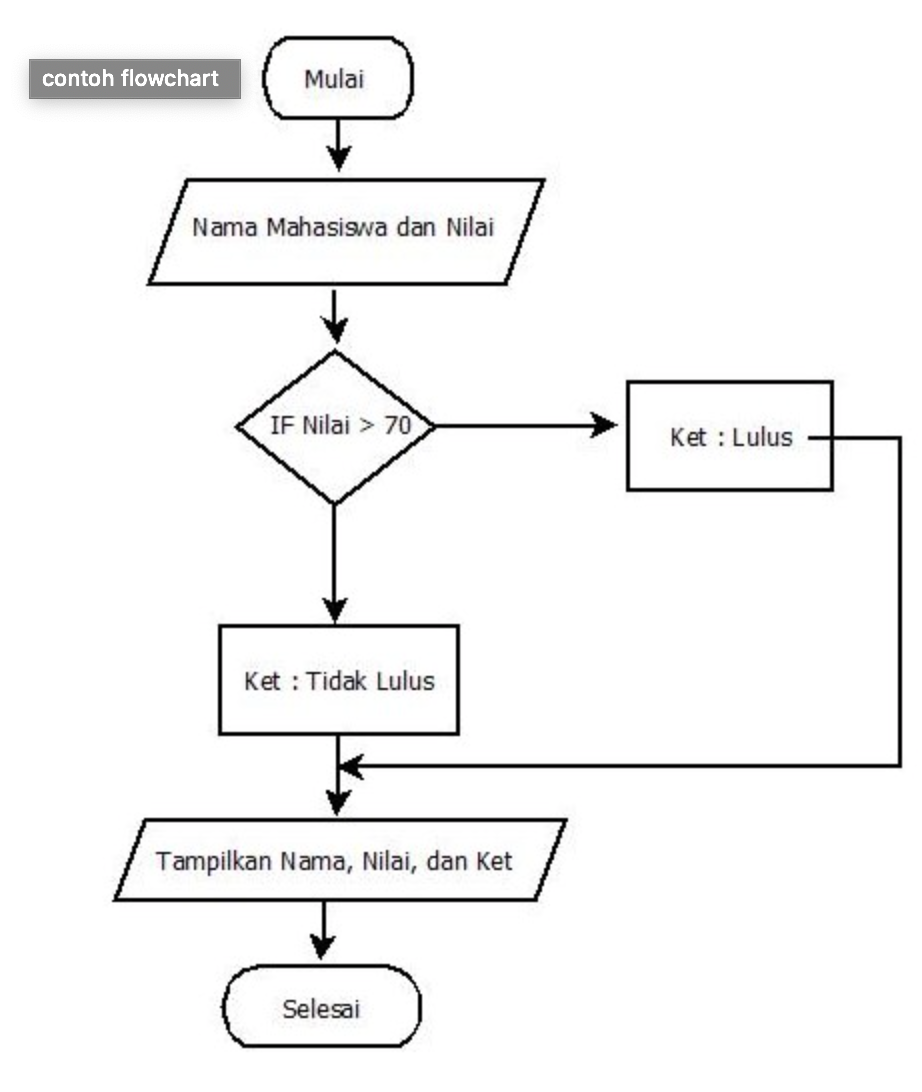 contoh flowchart
Mulai
Nama Mahasiswa dan Nilai
IF Nilai > 70
Ket : Lulus
Ket : Tidak Lulus
Tampilkan Nama, Nilai, dan Ket
Selesai